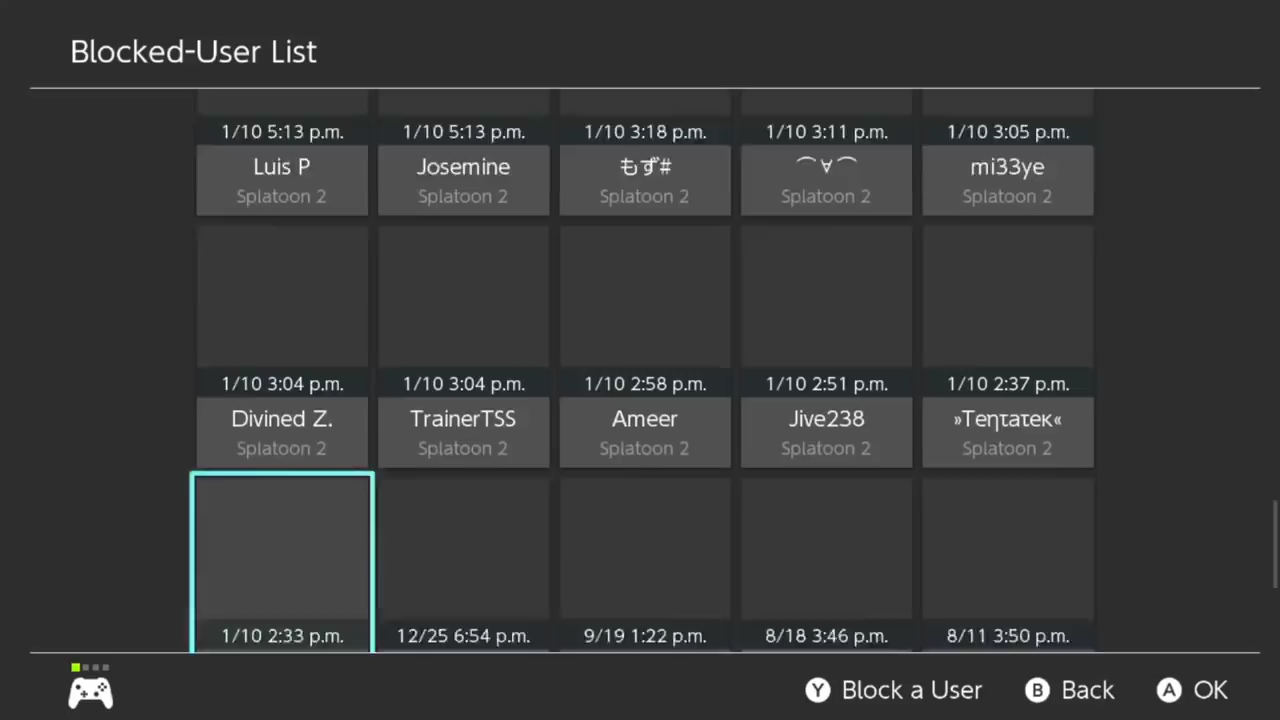 Blocked-User List
1/10 5:13 p.m. 1/10 5:13 p.m. 1/10 3:18 p.m. 1/10 3:11 p.m. 1/10 3:05 p.m.
Luis P Josemine もず# ⌒∀⌒ mi33ye
Splatoon 2 Splatoon 2 Splatoon 2 Splatoon 2 Splatoon 2
1/10 3:04 p.m. 1/10 3:04 p.m. 1/10 2:58 p.m. 1/10 2:51 p.m. 1/10 2:37 p.m.
Divined Z. TrainerTSS Ameer Jive238 »Teηταtεκ«
Splatoon 2 Splatoon 2 Splatoon 2 Splatoon 2 Splatoon 2
1/10 2:33 p.m. 12/25 6:54 p.m. 9/19 1:22 p.m. 8/18 3:46 p.m. 8/11 3:50 p.m.
Y Block a User B Back A OK